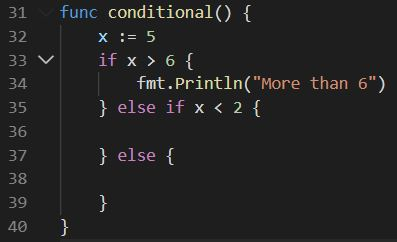 31 func conditional() {
32     x := 5
33     if x > 6 {
34         fmt.Println("More than 6")
35     } else if x < 2 {
36
37     } else {
38
39     }
40 }